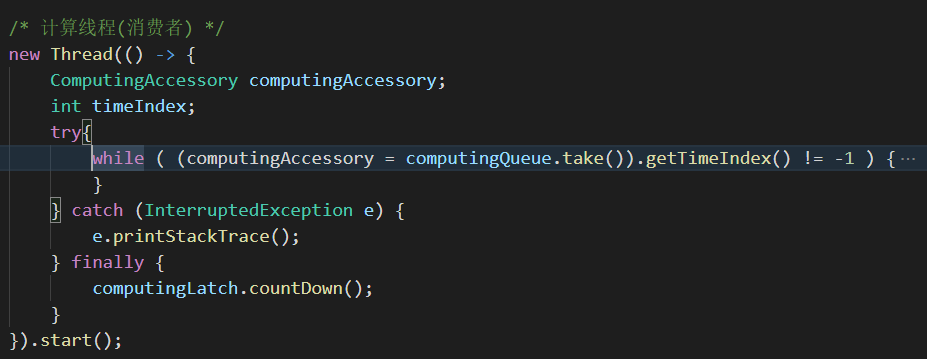 /* 计算线程(消费者) */
new Thread(() -> {
    ComputingAccessory computingAccessory;
    int timeIndex;
    try{
        while ( (computingAccessory = computingQueue.take()).getTimeIndex() != -1 ) {···
        }
    } catch (InterruptedException e) {
        e.printStackTrace();
    } finally {
        computingLatch.countDown();
    }
}).start();